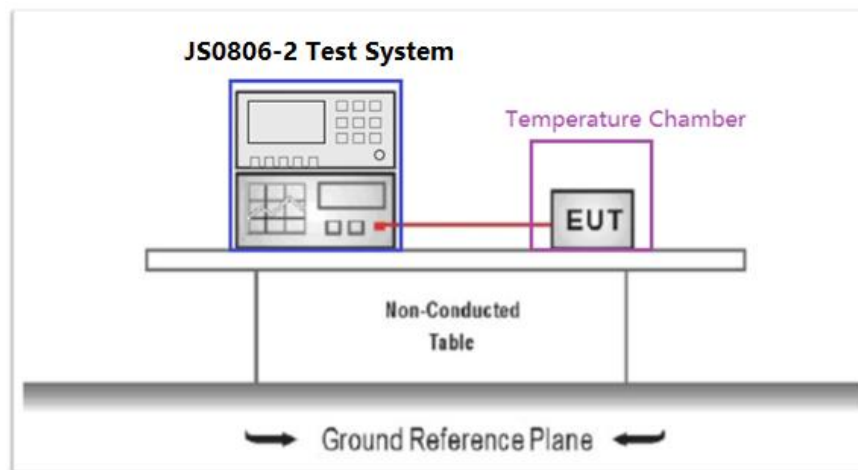 JS0806-2 Test System
Temperature Chamber
EUT
Non-Conducted
Table
Ground Reference Plane